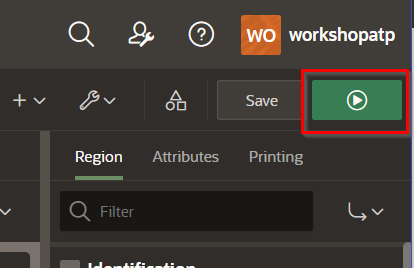 WO workshopatp
Save
Region Attributes Printing
Filter
Identification